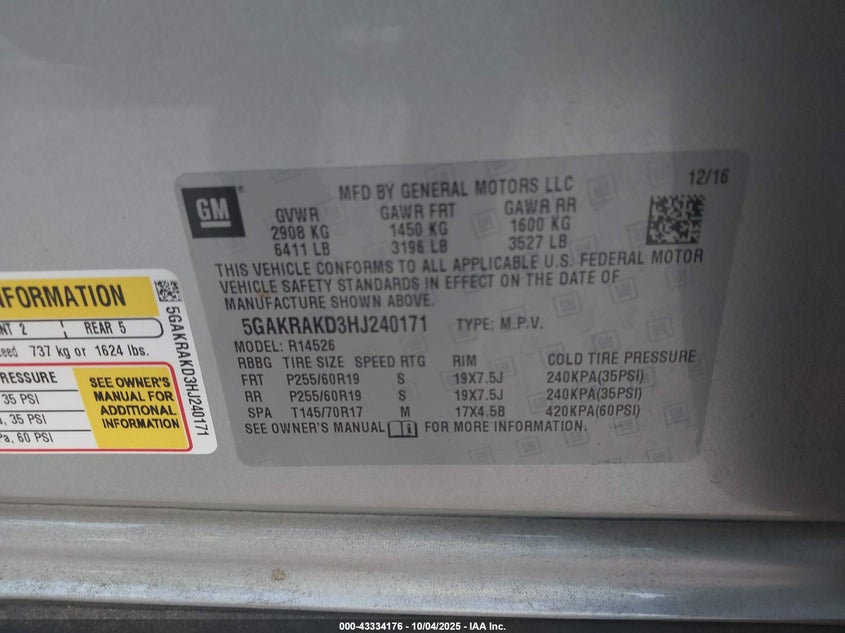 GM
MFD BY GENERAL MOTORS LLC
12/16
GVWR GAWR FRT GAWR RR
2908 KG 1450 KG 1600 KG
6411 LB 3196 LB 3527 LB
THIS VEHICLE CONFORMS TO ALL APPLICABLE U.S. FEDERAL MOTOR
VEHICLE SAFETY STANDARDS IN EFFECT ON THE DATE OF
MANUFACTURE SHOWN ABOVE.
5GAKRAKD3HJ240171 TYPE: M.P.V.
MODEL: R14526
RBBG TIRE SIZE SPEED RTG RIM COLD TIRE PRESSURE
FRT P255/60R19 S 19X7.5J 240KPA(35PSI)
RR P255/60R19 S 19X7.5J 240KPA(35PSI)
SPA T145/70R17 M 17X4.5B 420KPA(60PSI)
SEE OWNER'S MANUAL FOR MORE INFORMATION.
NFORMATION
NT 2 REAR 5
eed 737 kg or 1624 lbs.
RESSURE
35 PSI
a, 35 PSI
Pa, 60 PSI
SEE OWNER'S
MANUAL FOR
ADDITIONAL
INFORMATION
5GAKRAKD3HJ240171
000-43334176 - 10/04/2025 - IAA Inc.